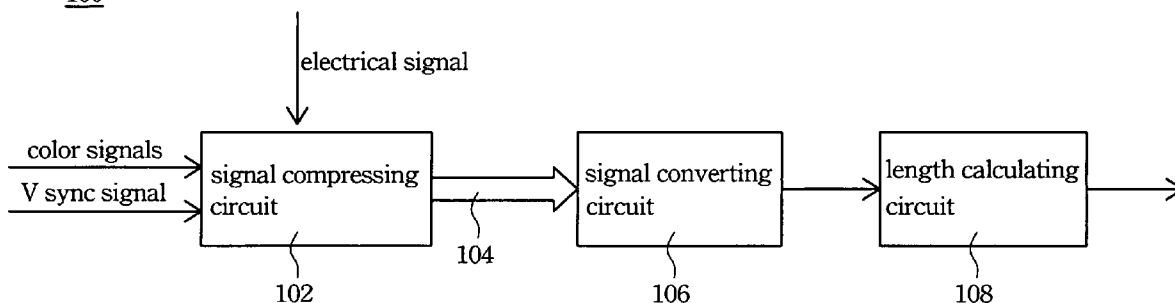 electrical signal
color signals
V sync signal
signal compressing
circuit
signal converting
circuit
length calculating
circuit
104
102
106
108